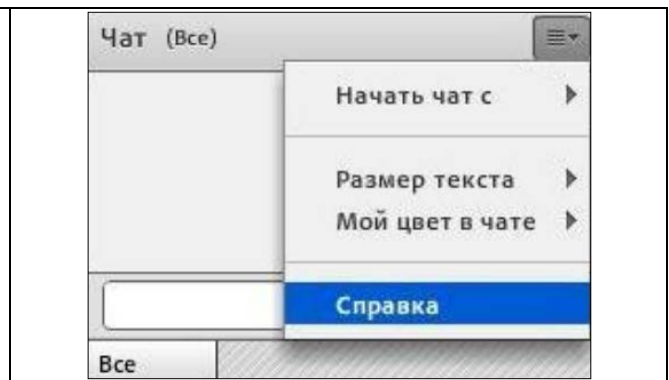 Чат (Все)
Начать чат с
Размер текста
Мой цвет в чате
Справка
Все